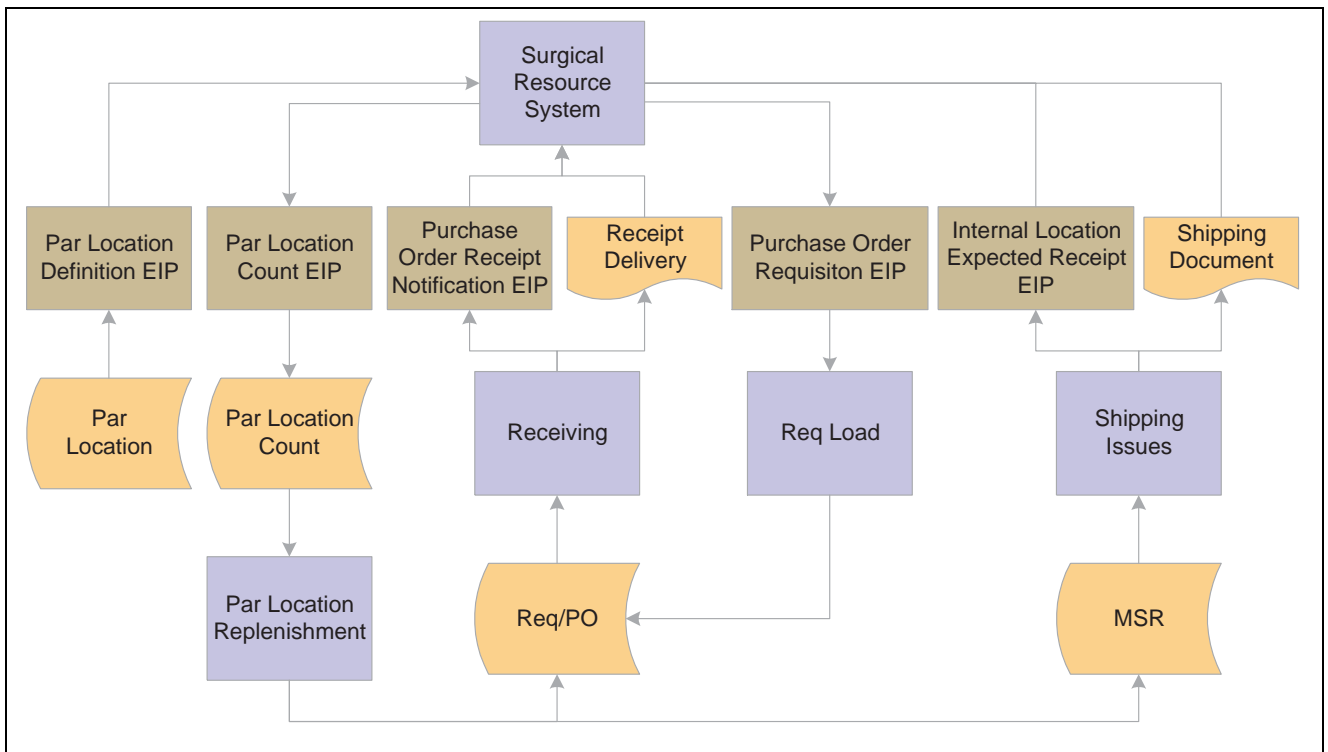 Surgical
Resource
System
Par Location
Definition EIP
Par Location
Count EIP
Purchase
Order Receipt
Notification EIP
Receipt
Delivery
Purchase Order
Requisiton EIP
Internal Location
Expected Receipt
EIP
Shipping
Document
Par
Location
Par Location
Count
Receiving
Req Load
Shipping
Issues
Par Location
Replenishment
Req/PO
MSR